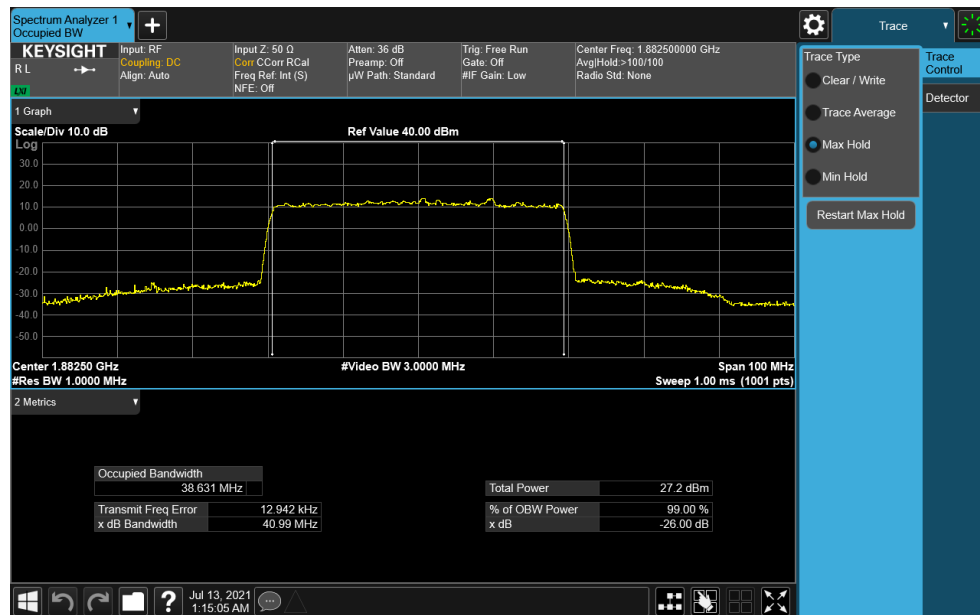 Spectrum Analyzer 1
Occupied BW
Trace
KEYSIGHT
R L
LXI
Input: RF
Coupling: DC
Align: Auto
Input Z: 50 Ω
Corr CCorr RCal
Freq Ref: Int (S)
NFE: Off
Atten: 36 dB
Preamp: Off
µW Path: Standard
Trig: Free Run
Gate: Off
#IF Gain: Low
Center Freq: 1.882500000 GHz
Avg|Hold:>100/100
Radio Std: None
Trace Type
Clear / Write
Trace Average
Max Hold
Min Hold
Restart Max Hold
Trace
Control
Detector
1 Graph
Scale/Div 10.0 dB
Ref Value 40.00 dBm
Log
30.0
20.0
10.0
0.00
-10.0
-20.0
-30.0
-40.0
-50.0
Center 1.88250 GHz
#Video BW 3.0000 MHz
Span 100 MHz
#Res BW 1.0000 MHz
Sweep 1.00 ms (1001 pts)
2 Metrics
Occupied Bandwidth
38.631 MHz
Transmit Freq Error 12.942 kHz
x dB Bandwidth 40.99 MHz
Total Power 27.2 dBm
% of OBW Power 99.00 %
x dB -26.00 dB
?
Jul 13, 2021
1:15:05 AM